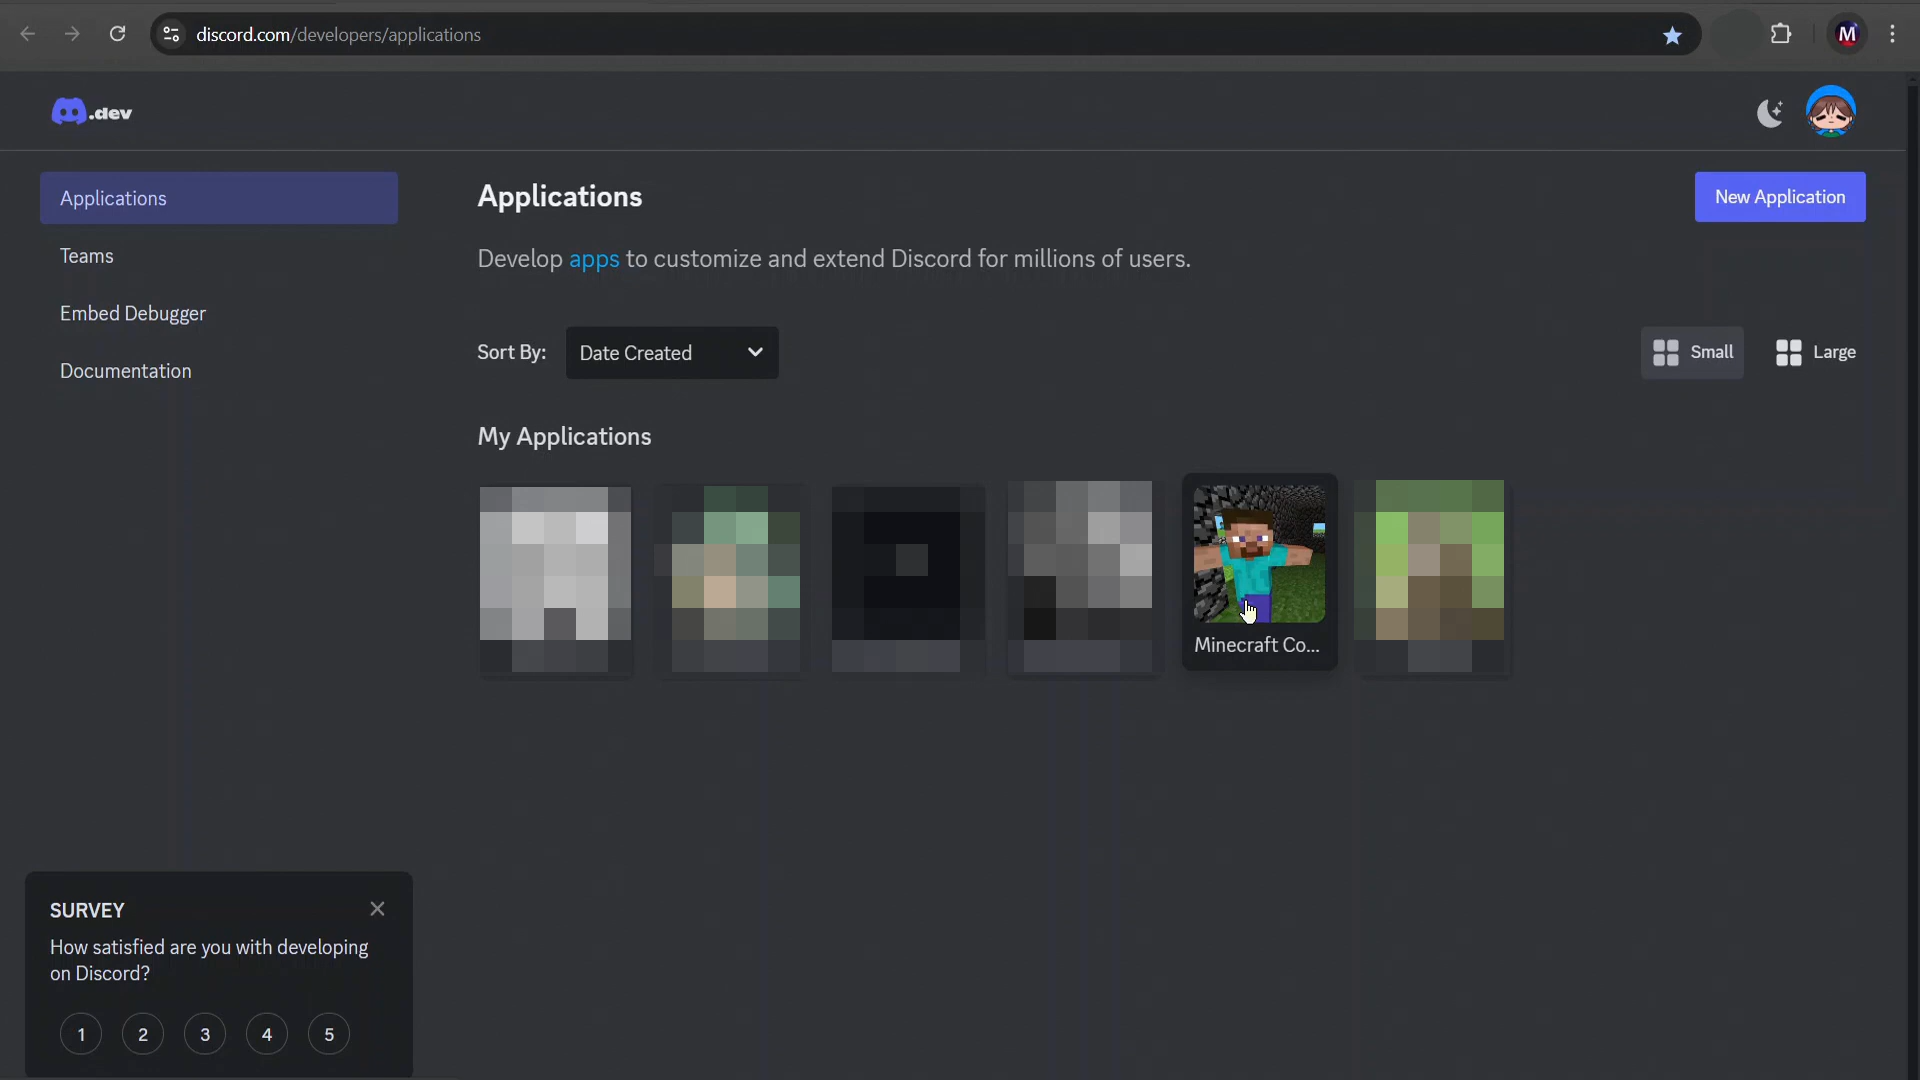 discord.com/developers/applications
M
.dev
Applications
Teams
Embed Debugger
Documentation
Applications
New Application
Develop apps to customize and extend Discord for millions of users.
Sort By:
Date Created
Small
Large
My Applications
Minecraft Co...
SURVEY
How satisfied are you with developing
on Discord?
1 2 3 4 5